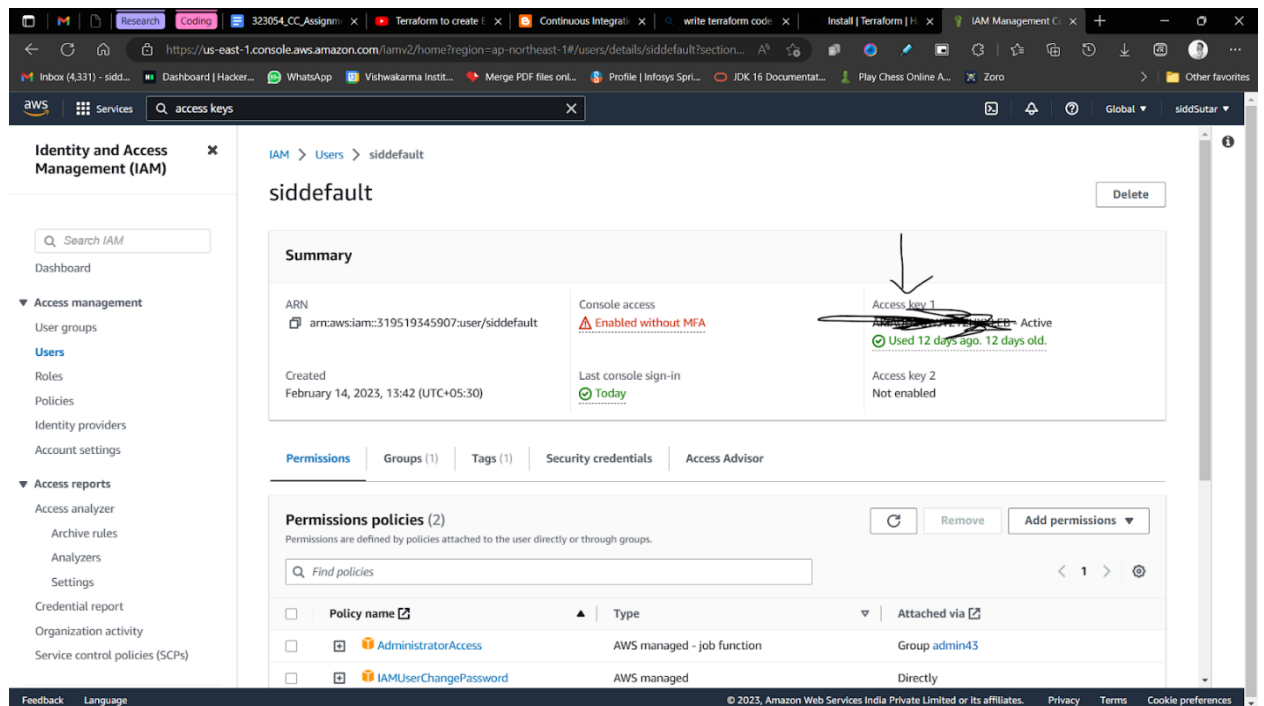 Research
Coding
323054_CC_Assignme
Terraform to create E
Continuous Integrati
write terraform code
Install | Terraform | H
IAM Management Co
https://us-east-1.console.aws.amazon.com/iamv2/home?region=ap-northeast-1#/users/details/siddefault?section...
Inbox (4,331) - sidd...
Dashboard | Hacker...
WhatsApp
Vishwakarma Instit...
Merge PDF files onl...
Profile | Infosys Spri...
JDK 16 Documentat...
Play Chess Online A...
Zoro
Other favorites
aws
Services
access keys
Global
siddSutar
Identity and Access
Management (IAM)
Search IAM
Dashboard
Access management
User groups
Users
Roles
Policies
Identity providers
Account settings
Access reports
Access analyzer
Archive rules
Analyzers
Settings
Credential report
Organization activity
Service control policies (SCPs)
IAM > Users > siddefault
siddefault
Delete
Summary
ARN
arn:aws:iam::319519345907:user/siddefault
Console access
Enabled without MFA
Access key 1
- Active
Used 12 days ago. 12 days old.
Created
February 14, 2023, 13:42 (UTC+05:30)
Last console sign-in
Today
Access key 2
Not enabled
Permissions
Groups (1)
Tags (1)
Security credentials
Access Advisor
Permissions policies (2)
Permissions are defined by policies attached to the user directly or through groups.
Remove
Add permissions
Find policies
1
Policy name
Type
Attached via
AdministratorAccess
AWS managed - job function
Group admin43
IAMUserChangePassword
AWS managed
Directly
Feedback
Language
© 2023, Amazon Web Services India Private Limited or its affiliates.
Privacy
Terms
Cookie preferences